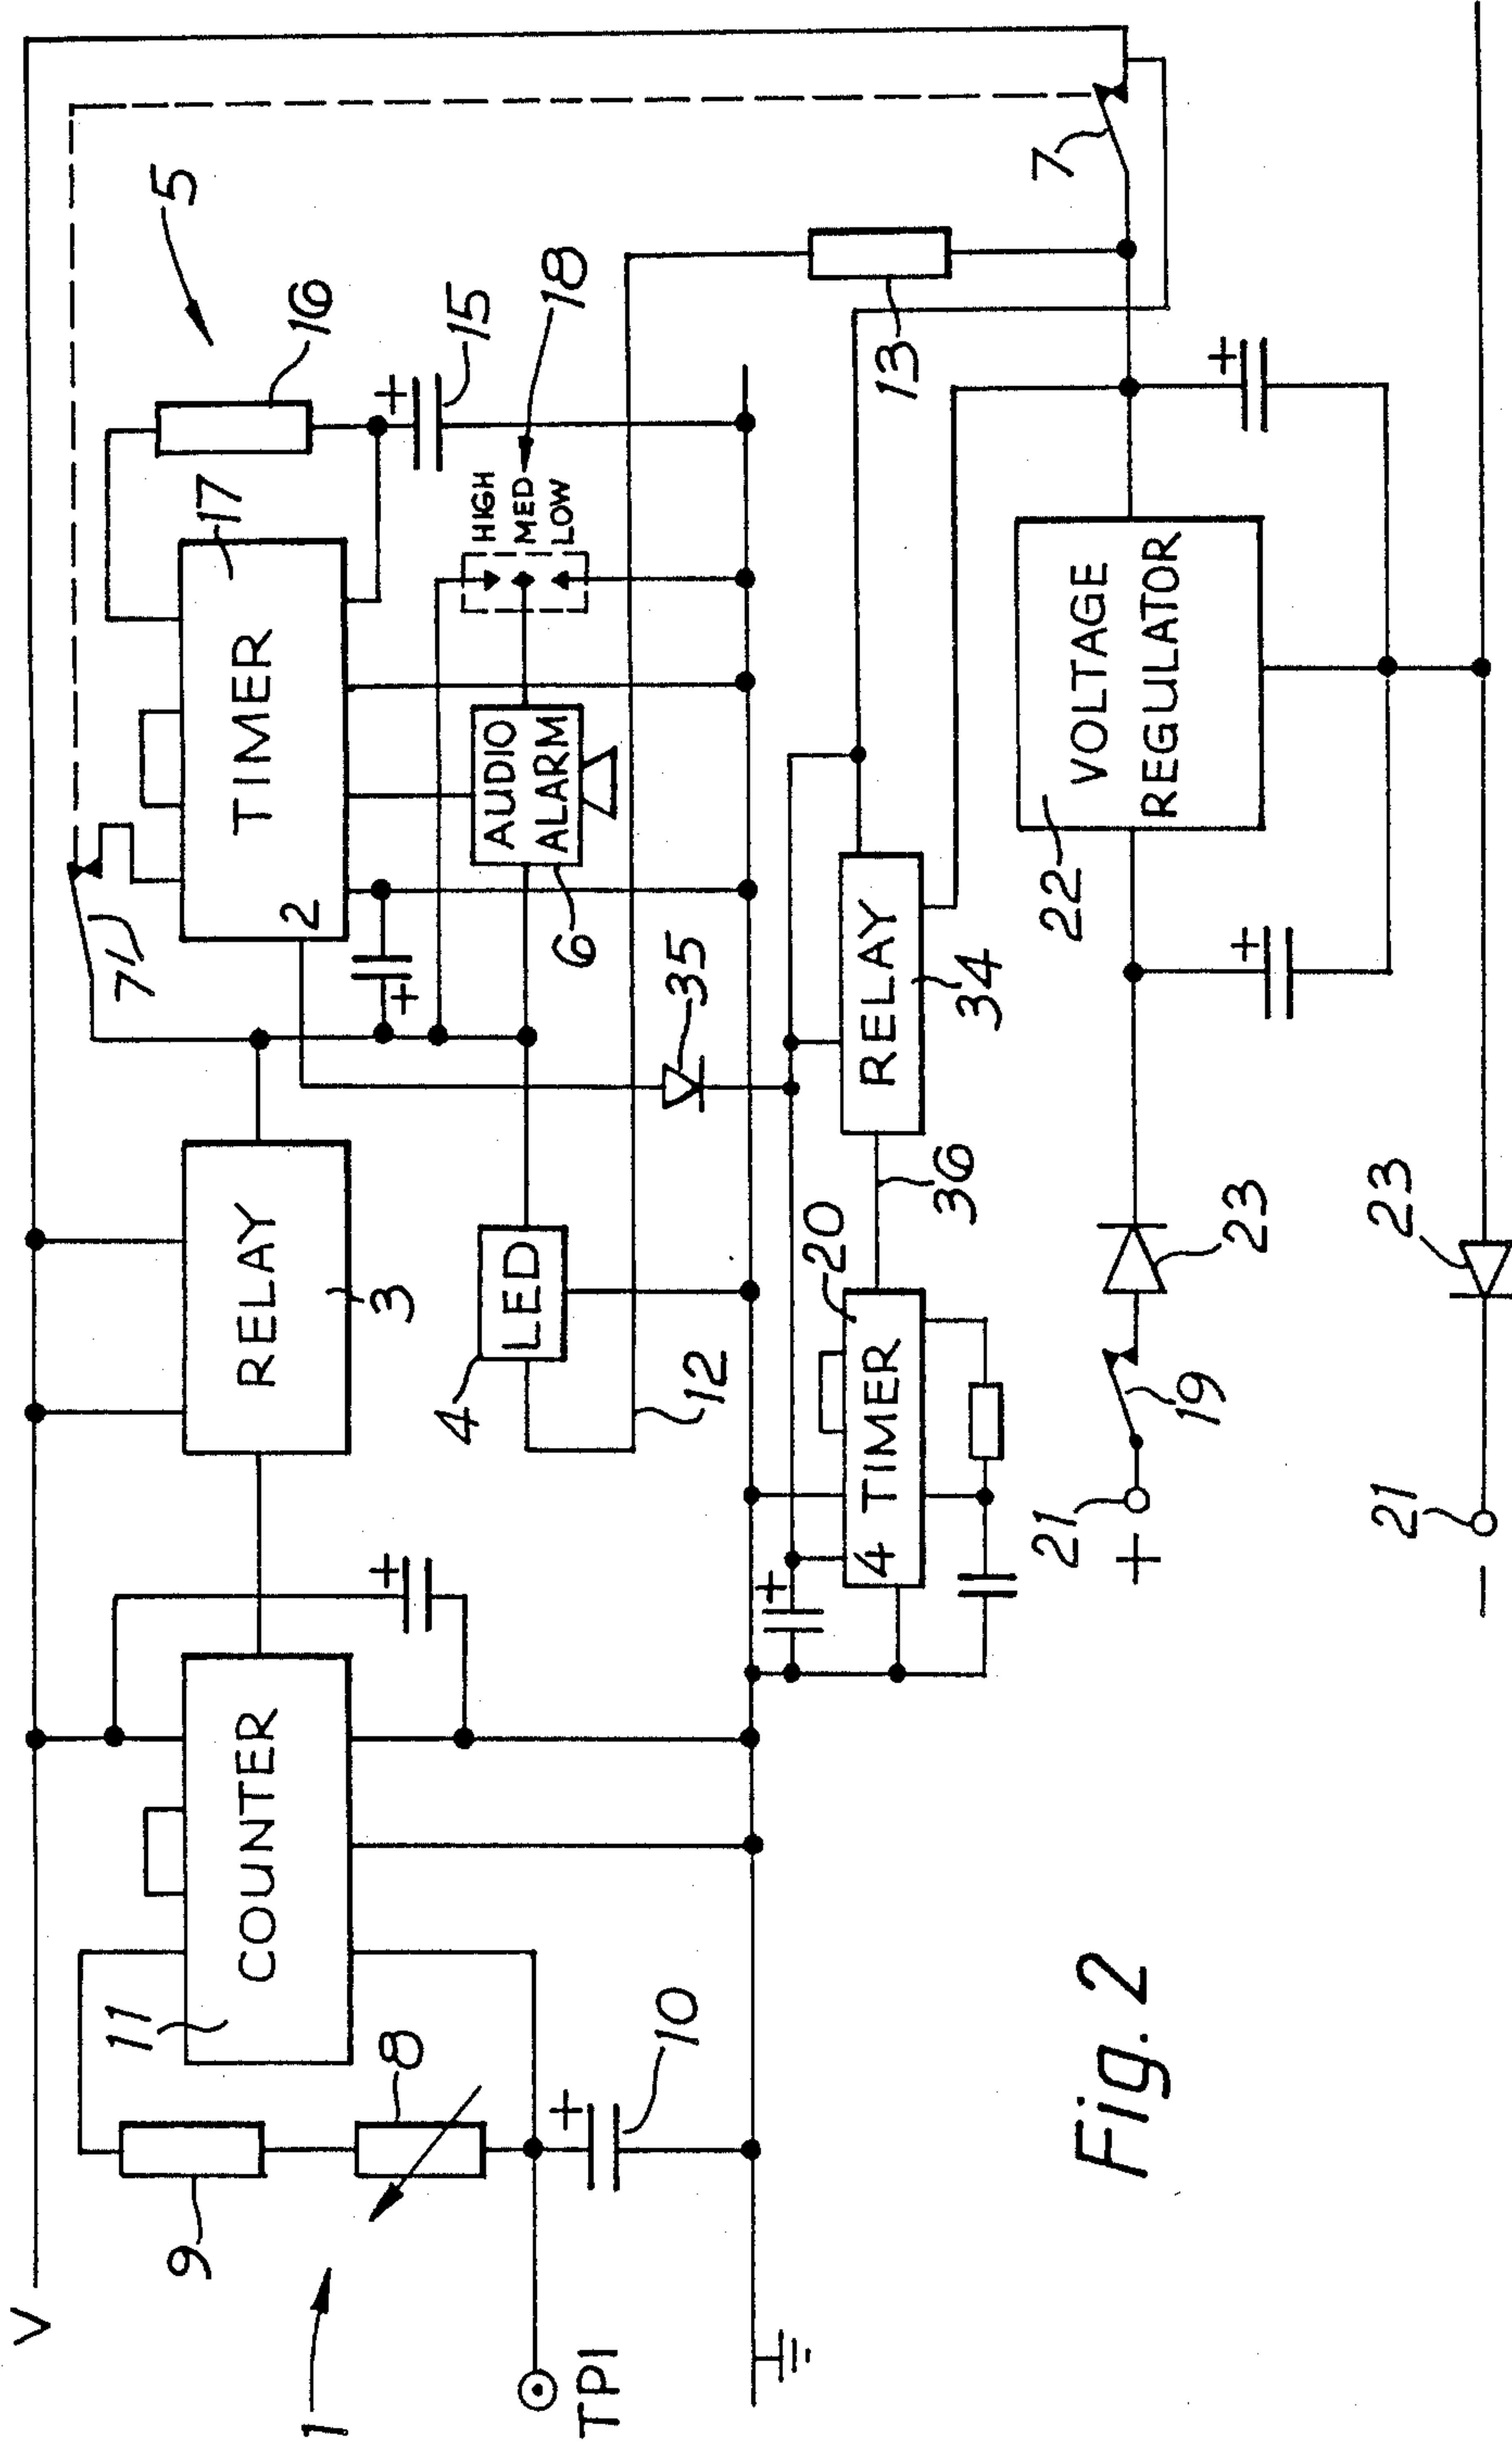 V
1
9
8
11
COUNTER
TP1
+
10
+
RELAY
3
7
TIMER
2
17
16
5
+
15
HIGH
MED
LOW
18
AUDIO
ALARM
6
+
LED
4
12
35
13
7
+
4 TIMER
20
36
RELAY
34
21
+
19
23
+
22
VOLTAGE
REGULATOR
+
21
−
23
Fig. 2